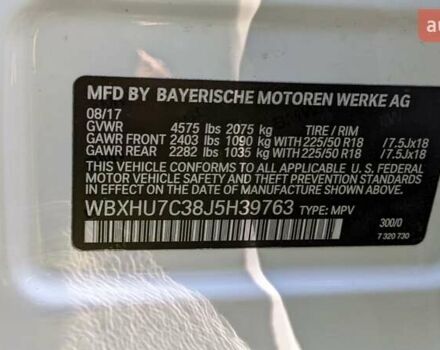 au
MFD BY BAYERISCHE MOTOREN WERKE AG
08/17
GVWR 4575 lbs 2075 kg TIRE / RIM
GAWR FRONT 2403 lbs 1090 kg WITH 225/50 R18 /7.5Jx18
GAWR REAR 2282 lbs 1035 kg WITH 225/50 R18 /7.5Jx18
THIS VEHICLE CONFORMS TO ALL APPLICABLE U. S. FEDERAL
MOTOR VEHICLE SAFETY STANDARDS IN EFFECT
ON THE DATE OF MANUFACTURE SHOWN ABOVE.
WBXHU7C38J5H39763 TYPE: MPV
300/0
7 320 730